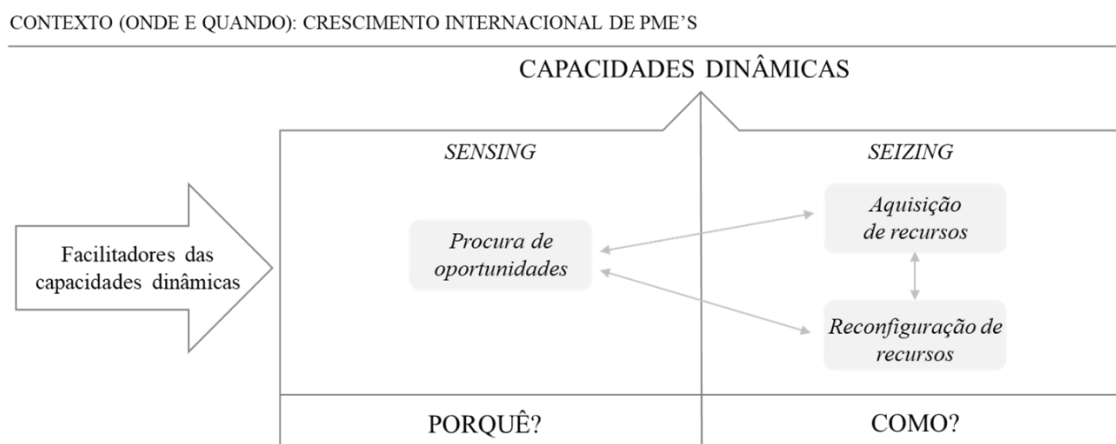 CONTEXTO (ONDE E QUANDO): CRESCIMENTO INTERNACIONAL DE PME’S
CAPACIDADES DINÂMICAS
SENSING
SEIZING
Facilitadores das
capacidades dinâmicas
Procura de
oportunidades
Aquisição
de recursos
Reconfiguração de
recursos
PORQUÊ?
COMO?